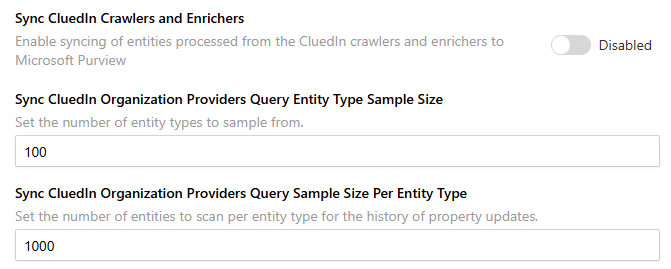 Sync CluedIn Crawlers and Enrichers
Enable syncing of entities processed from the CluedIn crawlers and enrichers to
Microsoft Purview
Disabled
Sync CluedIn Organization Providers Query Entity Type Sample Size
Set the number of entity types to sample from.
100
Sync CluedIn Organization Providers Query Sample Size Per Entity Type
Set the number of entities to scan per entity type for the history of property updates.
1000